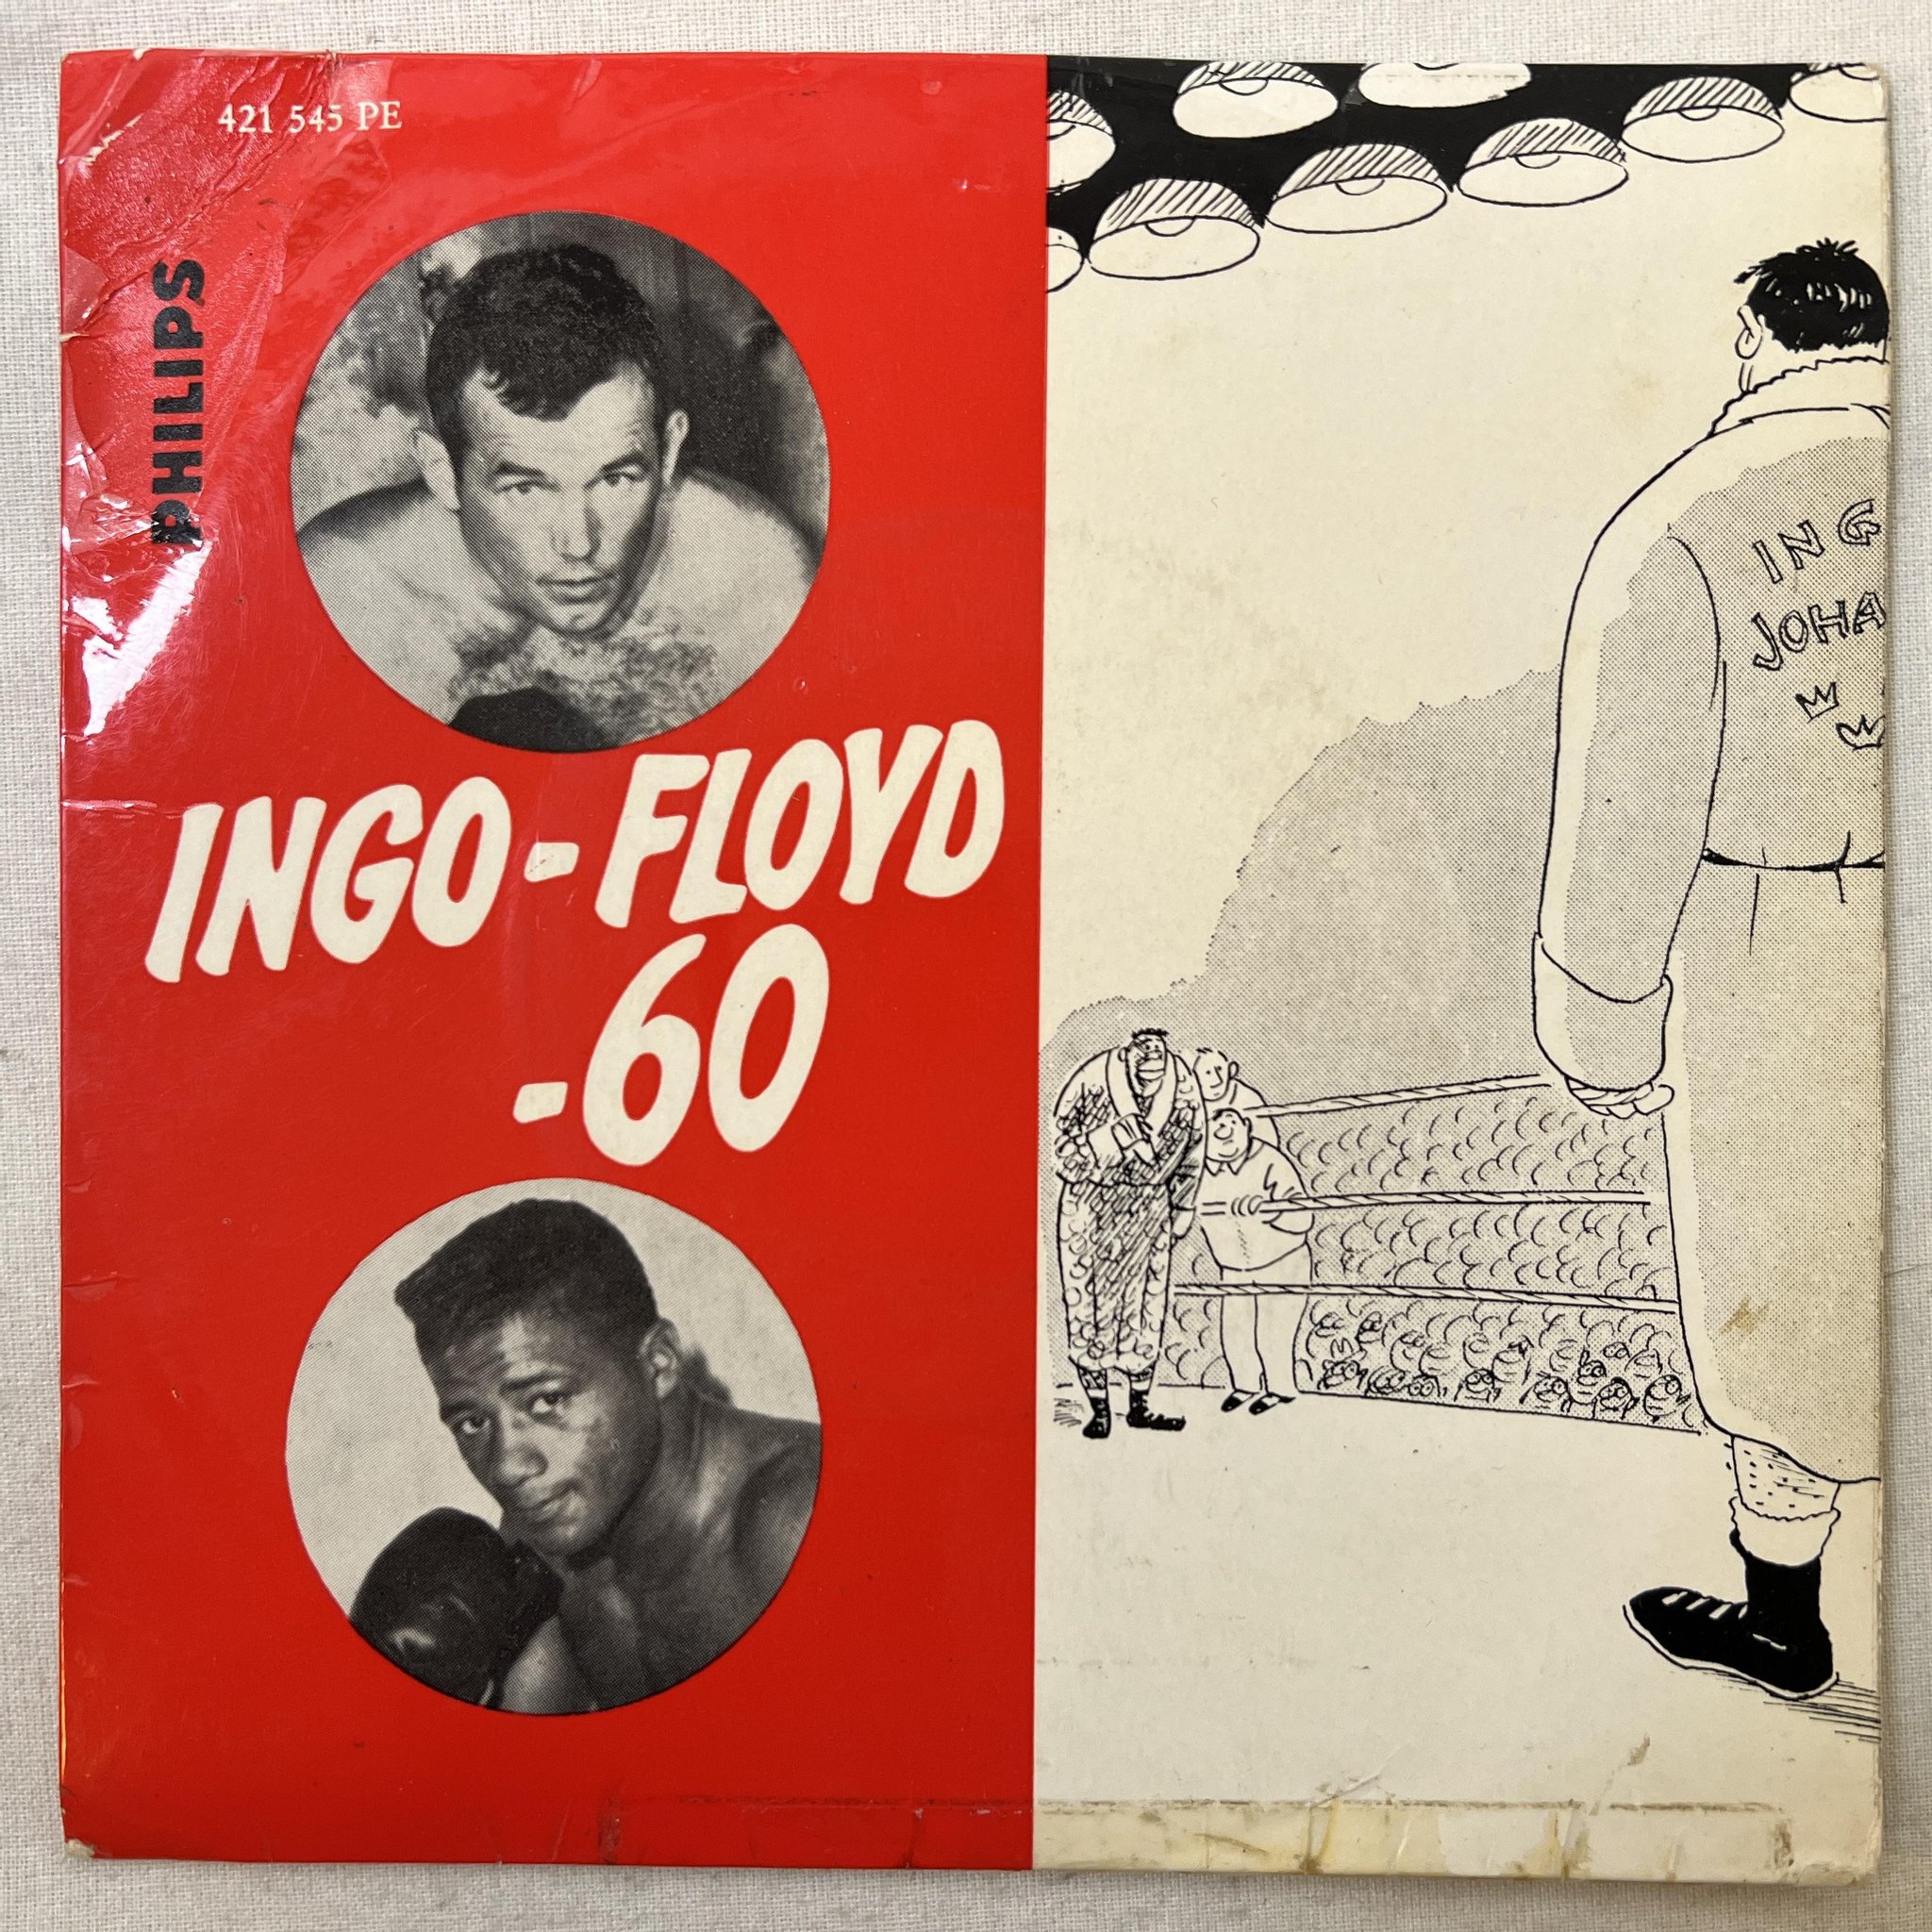 421 545 PE
PHILIPS
INGO-FLOYD
-60
ING
JOHA